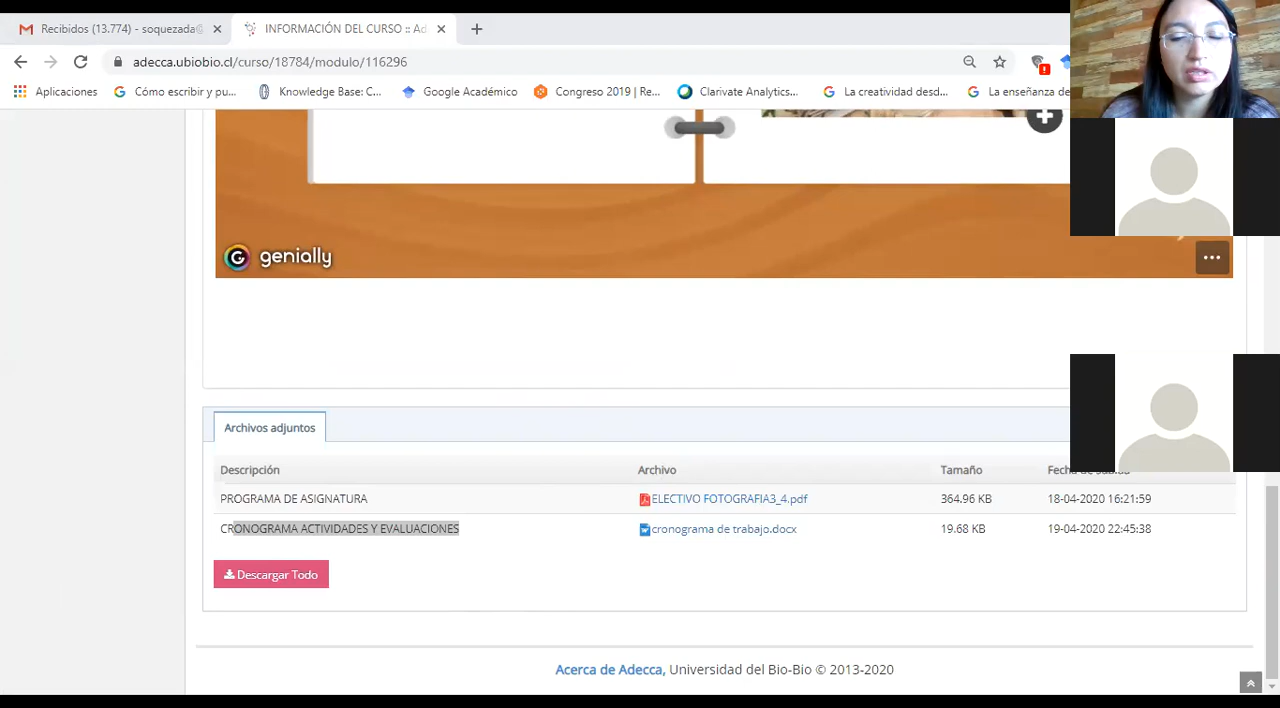 Recibidos (13.774) - soquezada@
INFORMACIÓN DEL CURSO :: Ad
adecca.ubiobio.cl/curso/18784/modulo/116296
Aplicaciones
Cómo escribir y pu...
Knowledge Base: C...
Google Académico
Congreso 2019 | Re...
Clarivate Analytics...
La creatividad desd...
La enseñanza de
genially
Archivos adjuntos
Descripción Archivo Tamaño
PROGRAMA DE ASIGNATURA ELECTIVO FOTOGRAFIA3_4.pdf 364.96 KB 18-04-2020 16:21:59
CRONOGRAMA ACTIVIDADES Y EVALUACIONES cronograma de trabajo.docx 19.68 KB 19-04-2020 22:45:38
Descargar Todo
Acerca de Adecca, Universidad del Bio-Bio © 2013-2020